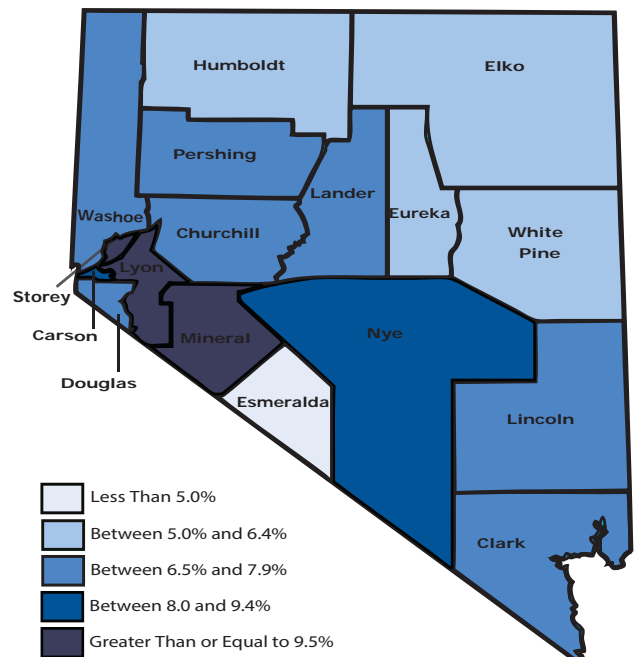 Humboldt
Elko
Pershing
Lander
Eureka
Washoe
Churchill
White
Pine
Lyon
Storey
Carson
Mineral
Nye
Douglas
Esmeralda
Lincoln
Clark
Less Than 5.0%
Between 5.0% and 6.4%
Between 6.5% and 7.9%
Between 8.0 and 9.4%
Greater Than or Equal to 9.5%